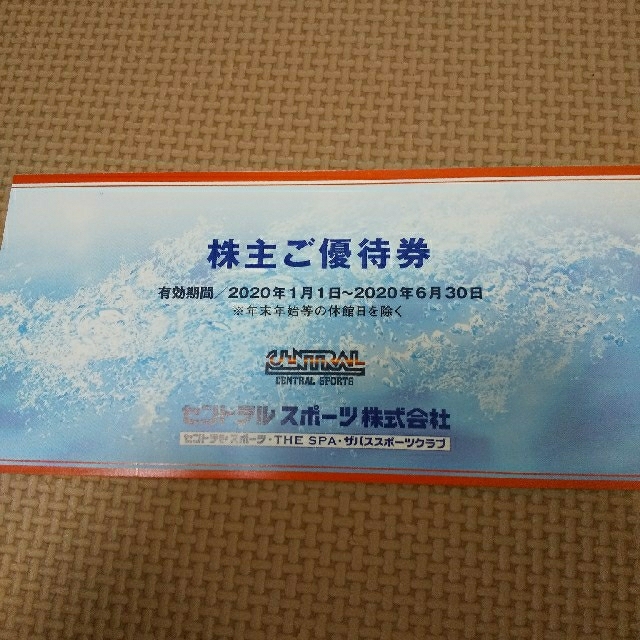 株主ご優待券
有効期間／2020年1月1日～2020年6月30日
※年末年始等の休館日を除く
CENTRAL
CENTRAL SPORTS
セントラルスポーツ株式会社
セントラルスポーツ・THE SPA・ザバススポーツクラブ